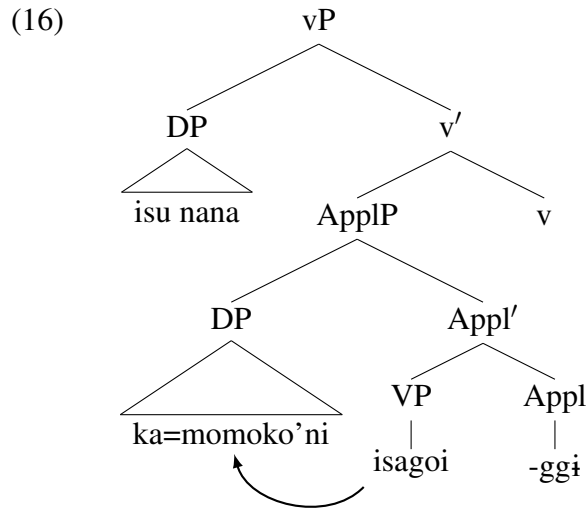 (16)
vP
DP v′
isu nana ApplP v
DP Appl′
ka=momoko'ni VP Appl
isagoi -ggɨ